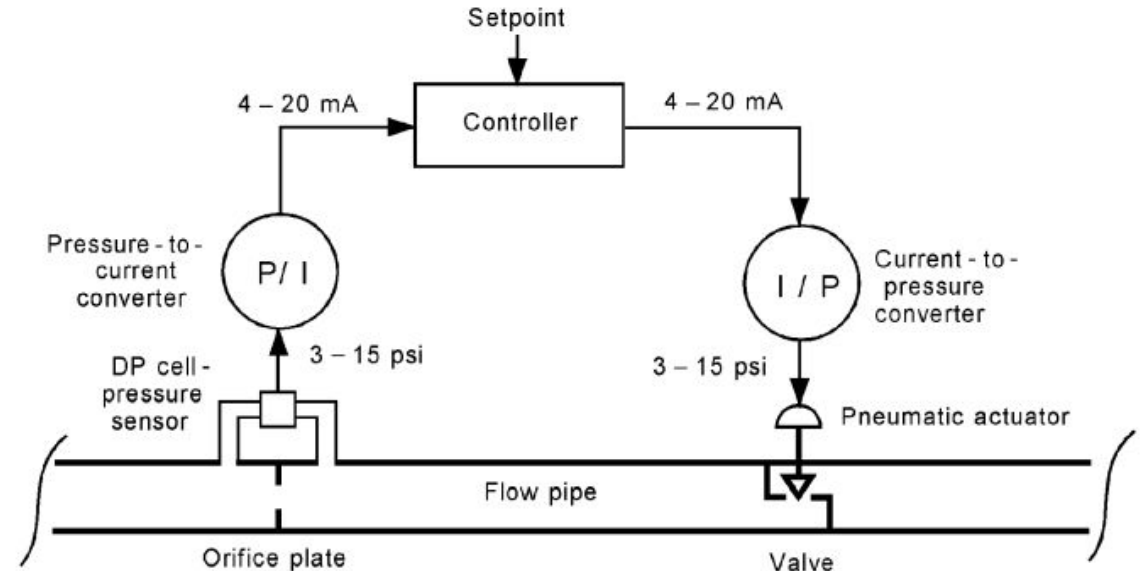 Setpoint
4 – 20 mA
Controller
4 – 20 mA
Pressure - to -
current
converter
P/ I
I / P
Current - to -
pressure
converter
DP cell -
pressure
sensor
3 – 15 psi
3 – 15 psi
Pneumatic actuator
Flow pipe
Orifice plate
Valve